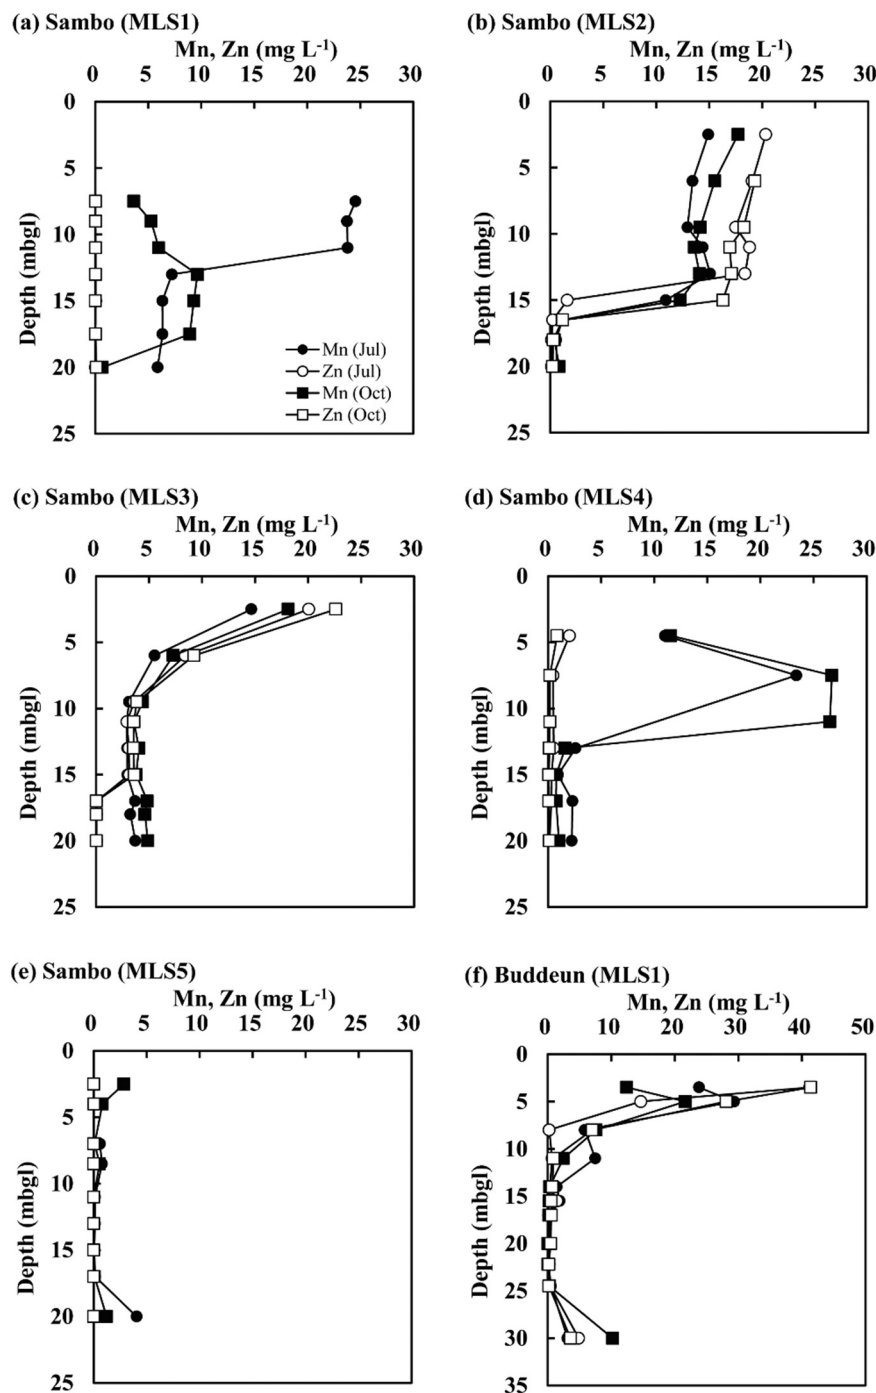 (a) Sambo (MLS1)
Mn, Zn (mg L-1)
0 5 10 15 20 25 30
Depth (mbgl)
0
5
10
15
20
25
Mn (Jul)
Zn (Jul)
Mn (Oct)
Zn (Oct)
(b) Sambo (MLS2)
Mn, Zn (mg L-1)
0 5 10 15 20 25 30
Depth (mbgl)
0
5
10
15
20
25
(c) Sambo (MLS3)
Mn, Zn (mg L-1)
0 5 10 15 20 25 30
Depth (mbgl)
0
5
10
15
20
25
(d) Sambo (MLS4)
Mn, Zn (mg L-1)
0 5 10 15 20 25 30
Depth (mbgl)
0
5
10
15
20
25
(e) Sambo (MLS5)
Mn, Zn (mg L-1)
0 5 10 15 20 25 30
Depth (mbgl)
0
5
10
15
20
25
(f) Buddeun (MLS1)
Mn, Zn (mg L-1)
0 10 20 30 40 50
Depth (mbgl)
0
5
10
15
20
25
30
35